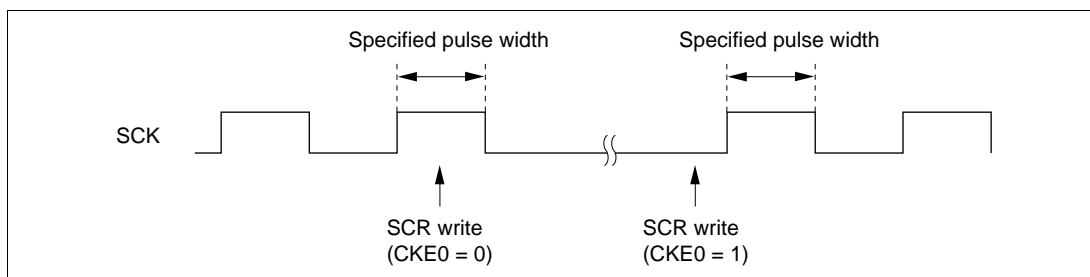 Specified pulse width
Specified pulse width
SCK
SCR write
(CKE0 = 0)
SCR write
(CKE0 = 1)